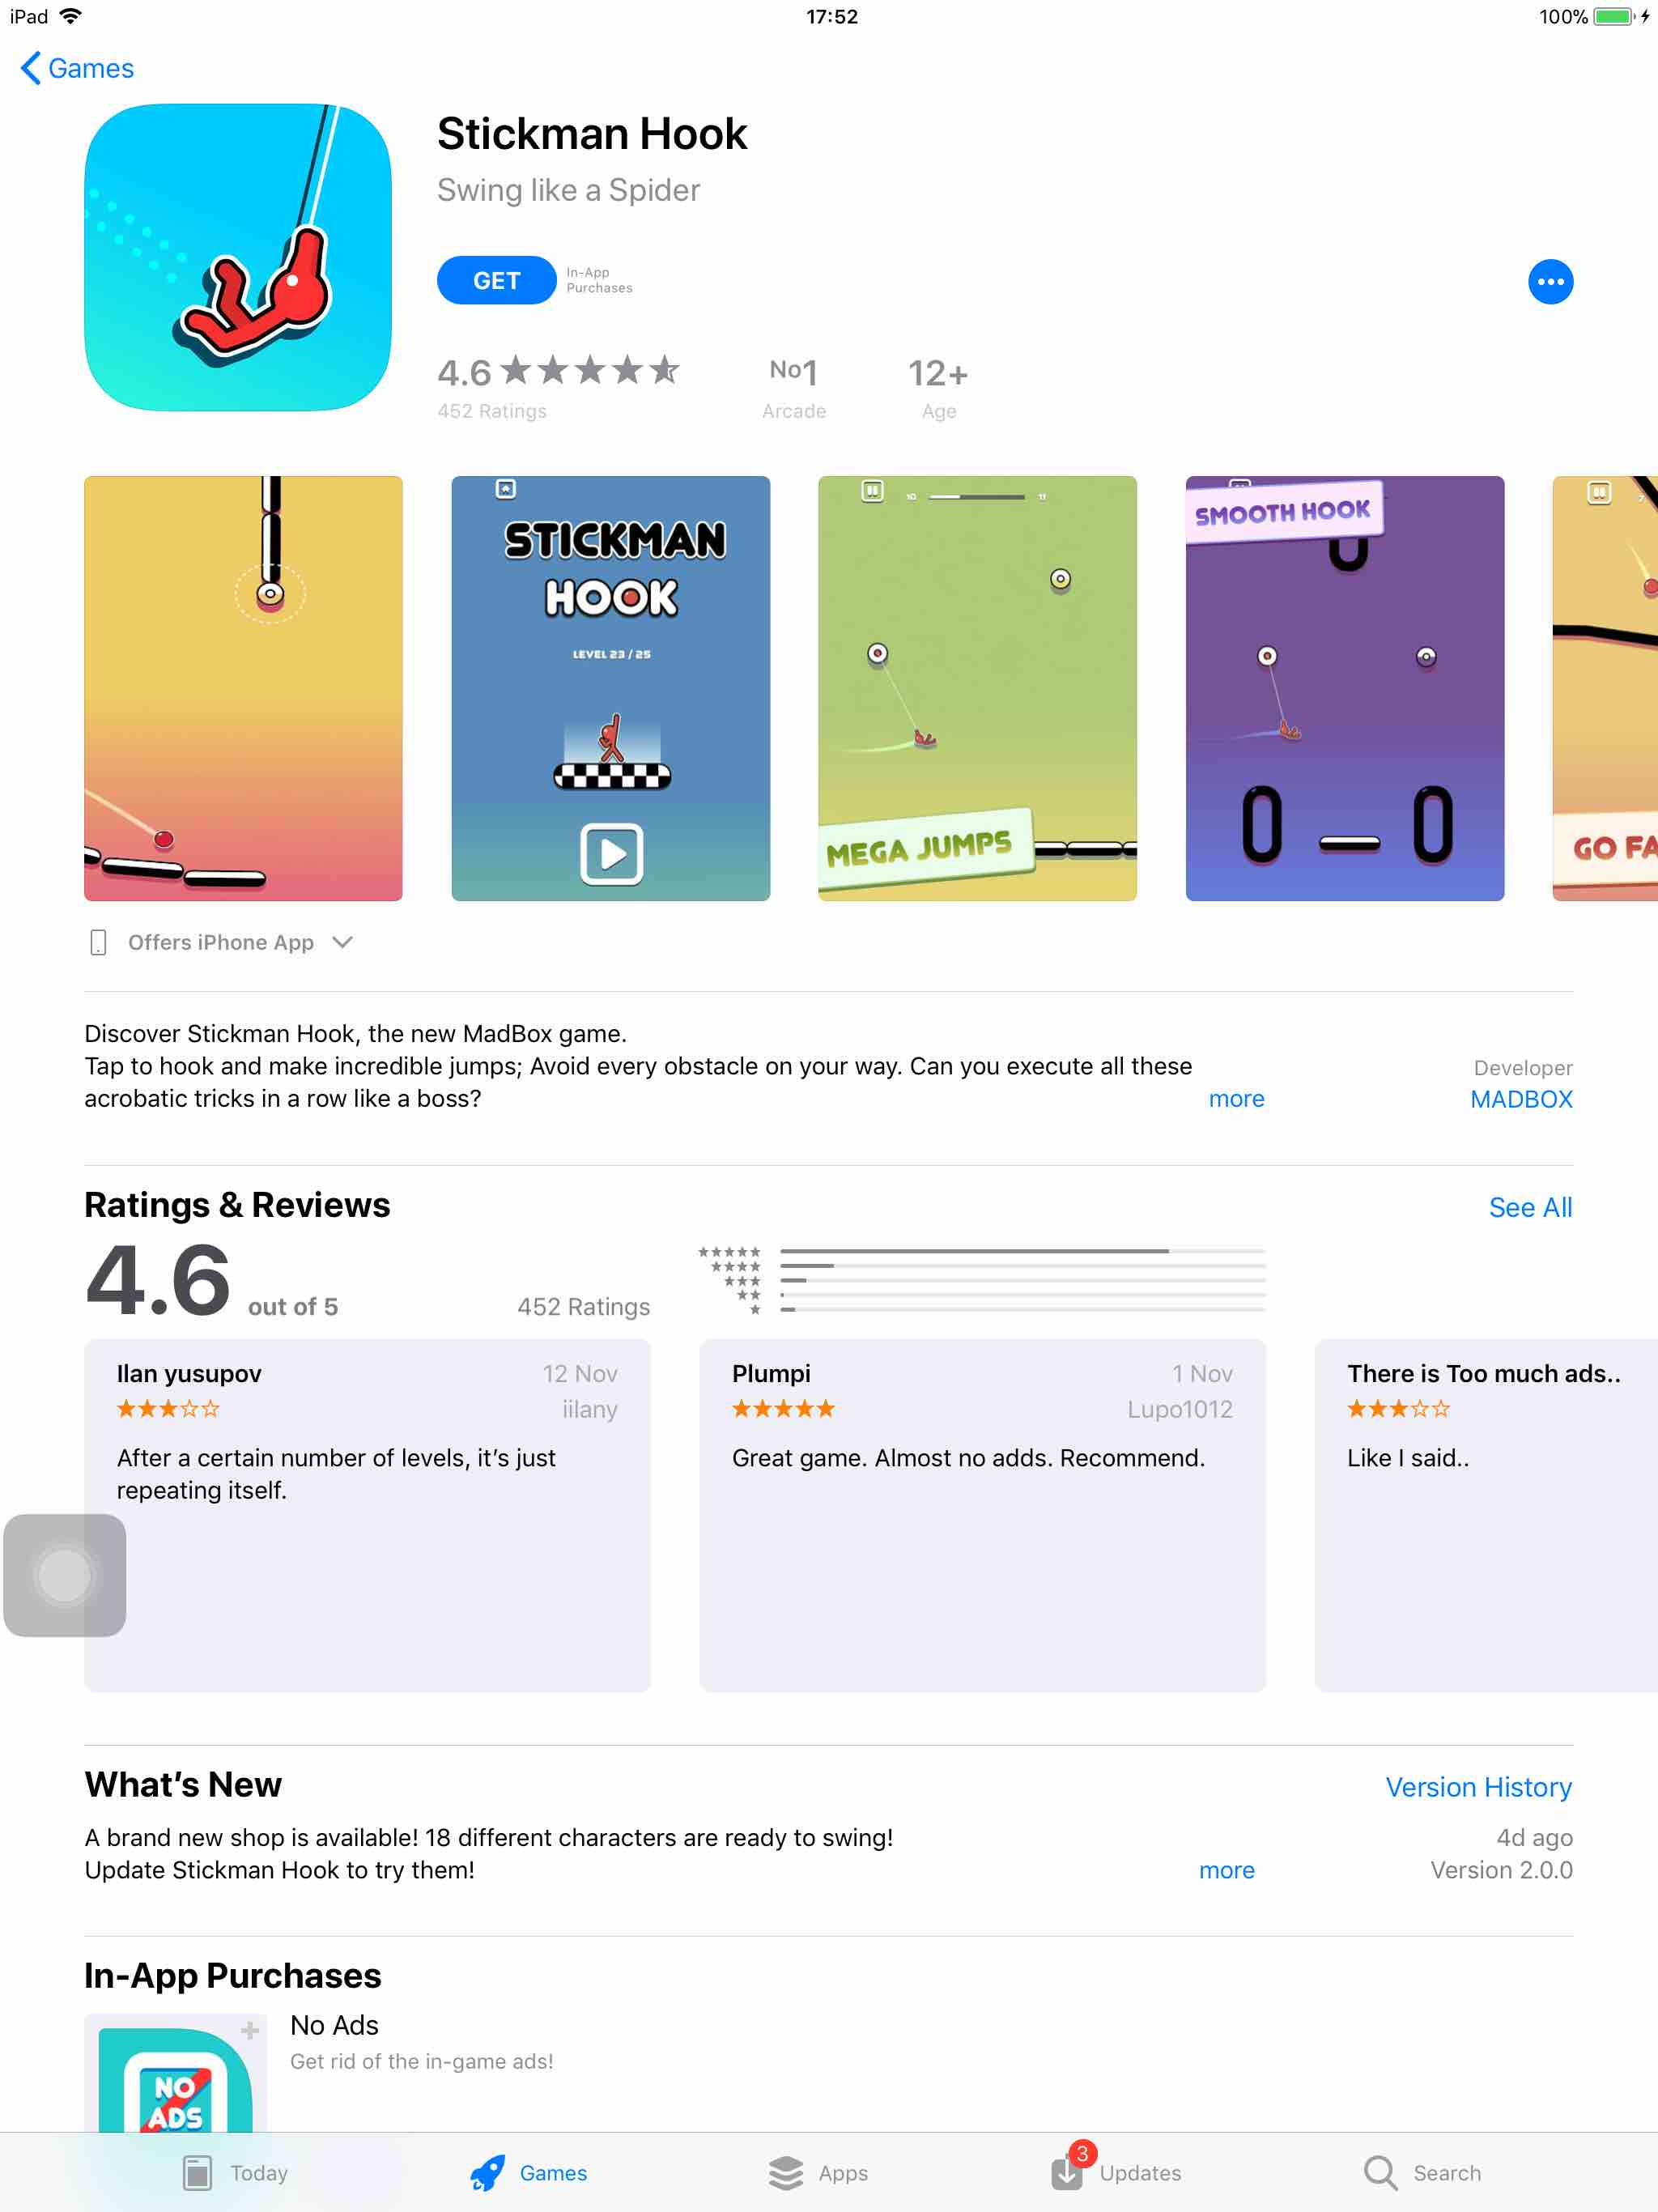 iPad
17:52
100%
Games
Stickman Hook
Swing like a Spider
GET
In-App
Purchases
4.6
No1
12+
452 Ratings
Arcade
Age
STICKMAN
HOOK
LEVEL 23 / 25
10
11
MEGA JUMPS
SMOOTH HOOK
7
GO FA
Offers iPhone App
Discover Stickman Hook, the new MadBox game.
Tap to hook and make incredible jumps; Avoid every obstacle on your way. Can you execute all these
acrobatic tricks in a row like a boss?
more
Developer
MADBOX
Ratings & Reviews
See All
4.6 out of 5
452 Ratings
Ilan yusupov
12 Nov
iilany
After a certain number of levels, it’s just
repeating itself.
Plumpi
1 Nov
Lupo1012
Great game. Almost no adds. Recommend.
There is Too much ads..
Like I said..
What’s New
Version History
A brand new shop is available! 18 different characters are ready to swing!
4d ago
Update Stickman Hook to try them!
more
Version 2.0.0
In-App Purchases
No Ads
Get rid of the in-game ads!
NO
ADS
Today
Games
Apps
3
Updates
Search